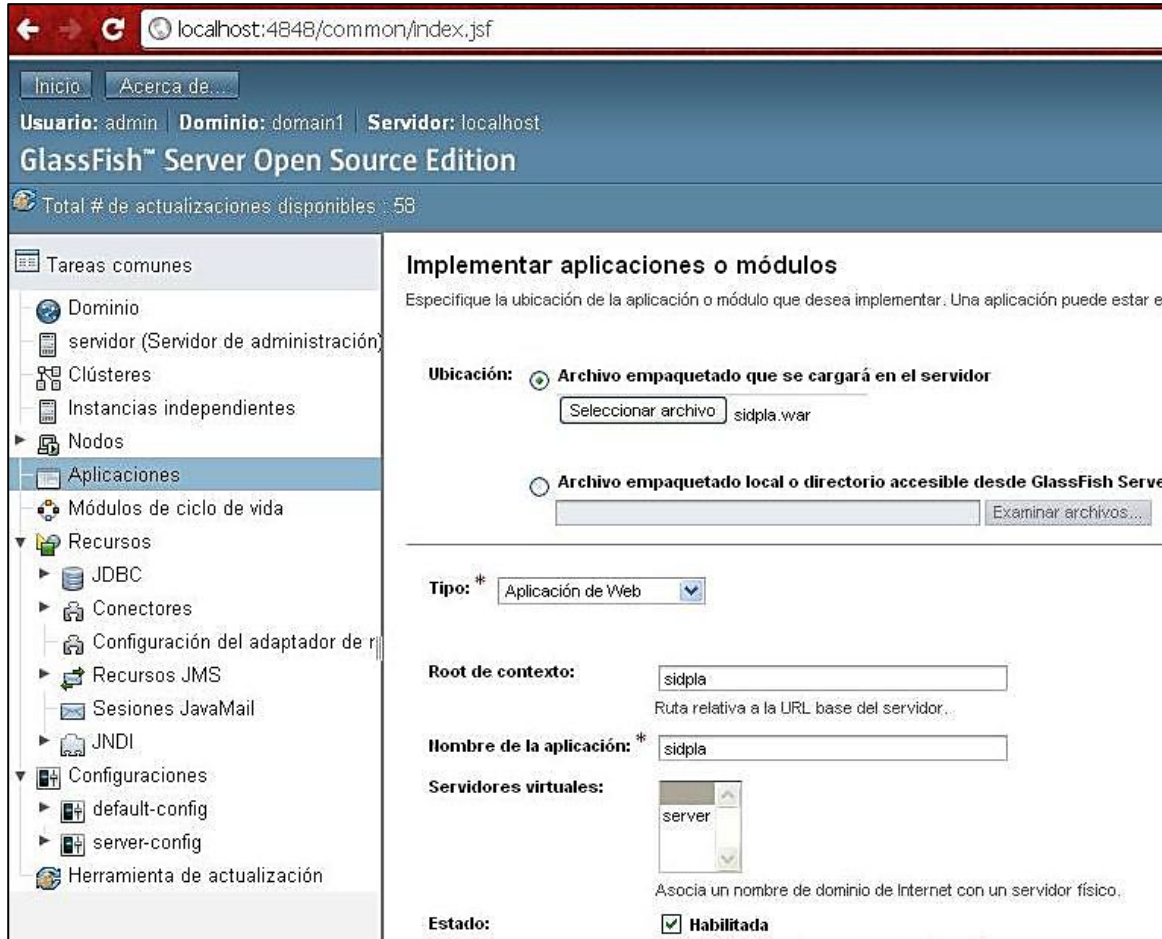 localhost:4848/common/index.jsf
Inicio Acerca de....
Usuario: admin Dominio: domain1 Servidor: localhost
GlassFish™ Server Open Source Edition
Total # de actualizaciones disponibles : 58
Tareas comunes
Dominio
servidor (Servidor de administración)
Clústeres
Instancias independientes
Nodos
Aplicaciones
Módulos de ciclo de vida
Recursos
JDBC
Conectores
Configuración del adaptador de r
Recursos JMS
Sesiones JavaMail
JNDI
Configuraciones
default-config
server-config
Herramienta de actualización
Implementar aplicaciones o módulos
Especifique la ubicación de la aplicación o módulo que desea implementar. Una aplicación puede estar e
Ubicación: Archivo empaquetado que se cargará en el servidor
Seleccionar archivo sidpla.war
Archivo empaquetado local o directorio accesible desde GlassFish Serve
Examinar archivos...
Tipo: * Aplicación de Web
Root de contexto: sidpla
Ruta relativa a la URL base del servidor.
Nombre de la aplicación: * sidpla
Servidores virtuales:
server
Asocia un nombre de dominio de Internet con un servidor físico.
Estado: Habilitada